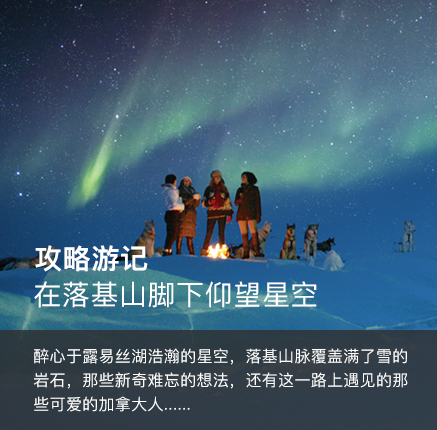 攻略游记
在落基山脚下仰望星空
醉心于露易丝湖浩瀚的星空，落基山脉覆盖满了雪的
岩石，那些新奇难忘的想法，还有这一路上遇见的那
些可爱的加拿大人......